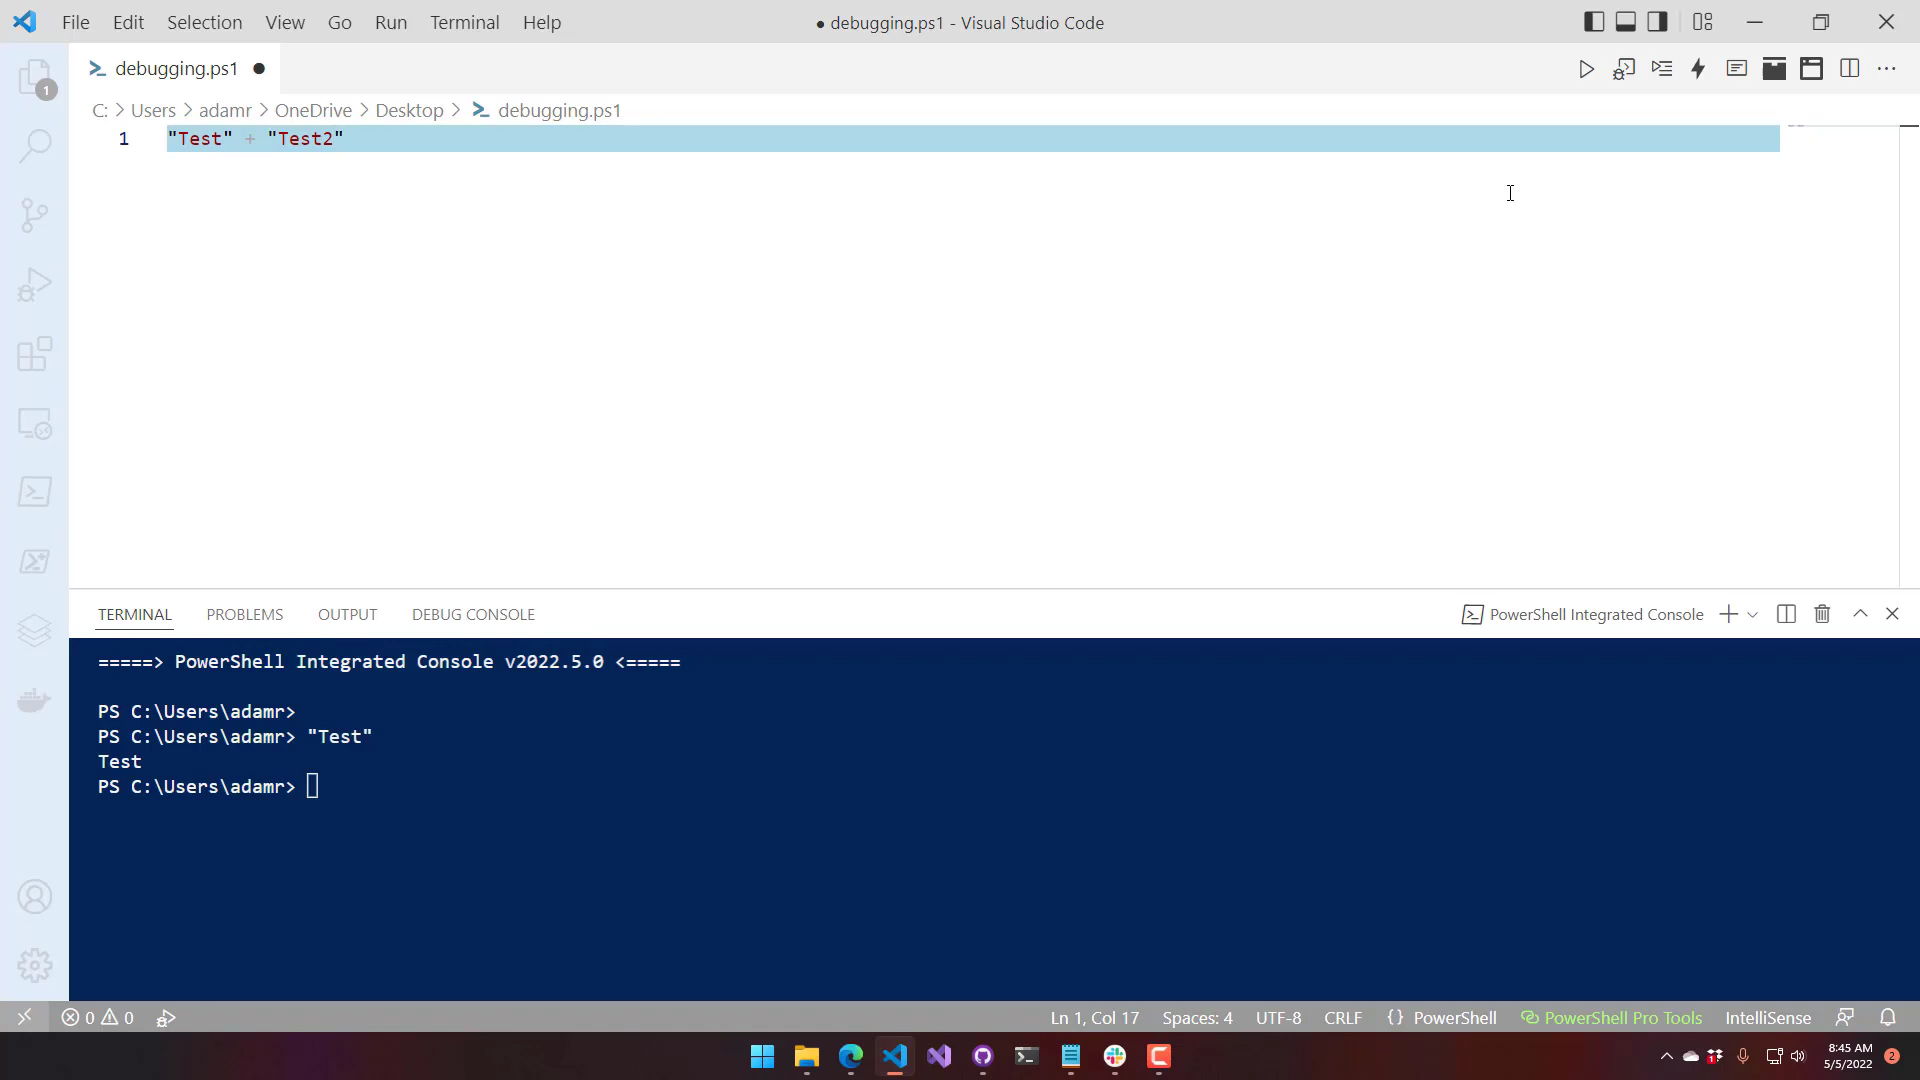 File Edit Selection View Go Run Terminal Help
● debugging.ps1 - Visual Studio Code
debugging.ps1 ●
1
C: > Users > adamr > OneDrive > Desktop > debugging.ps1
1 "Test" + "Test2"
TERMINAL PROBLEMS OUTPUT DEBUG CONSOLE
PowerShell Integrated Console
=====> PowerShell Integrated Console v2022.5.0 <=====
PS C:\Users\adamr>
PS C:\Users\adamr> "Test"
Test
PS C:\Users\adamr>
0 0
Ln 1, Col 17 Spaces: 4 UTF-8 CRLF {} PowerShell PowerShell Pro Tools IntelliSense
8:45 AM
5/5/2022
2